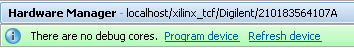 Hardware Manager - localhost/xilinx_tcf/Digilent/210183564107A
There are no debug cores. Program device Refresh device